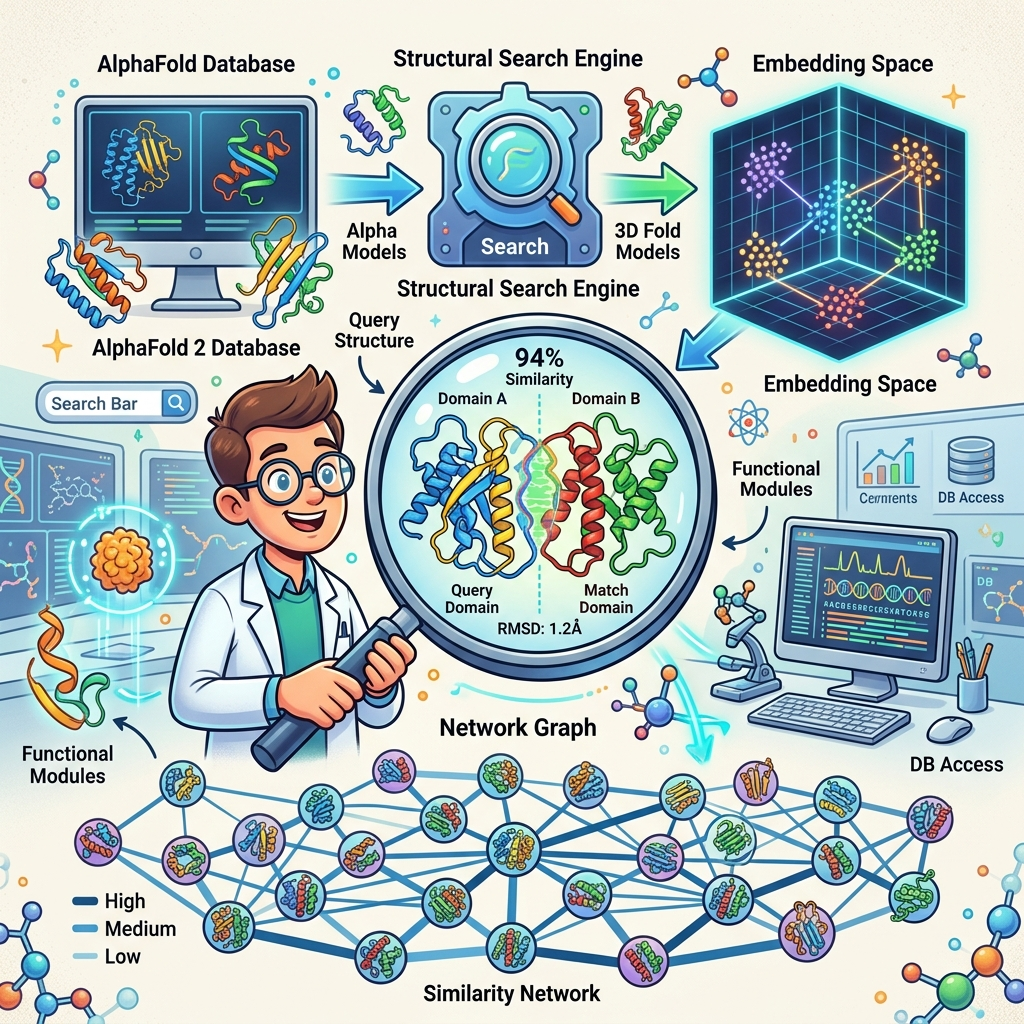 AlphaFold Database
Structural Search Engine
Embedding Space
Alpha
Models
Search
3D Fold
Models
Structural Search Engine
AlphaFold 2 Database
Query
Structure
Embedding Space
Search Bar
94%
Similarity
Domain A
Domain B
Query
Domain
Match
Domain
RMSD: 1.2Å
Functional
Modules
DB Access
DB
Functional
Modules
Network Graph
DB Access
High
Medium
Low
Similarity Network